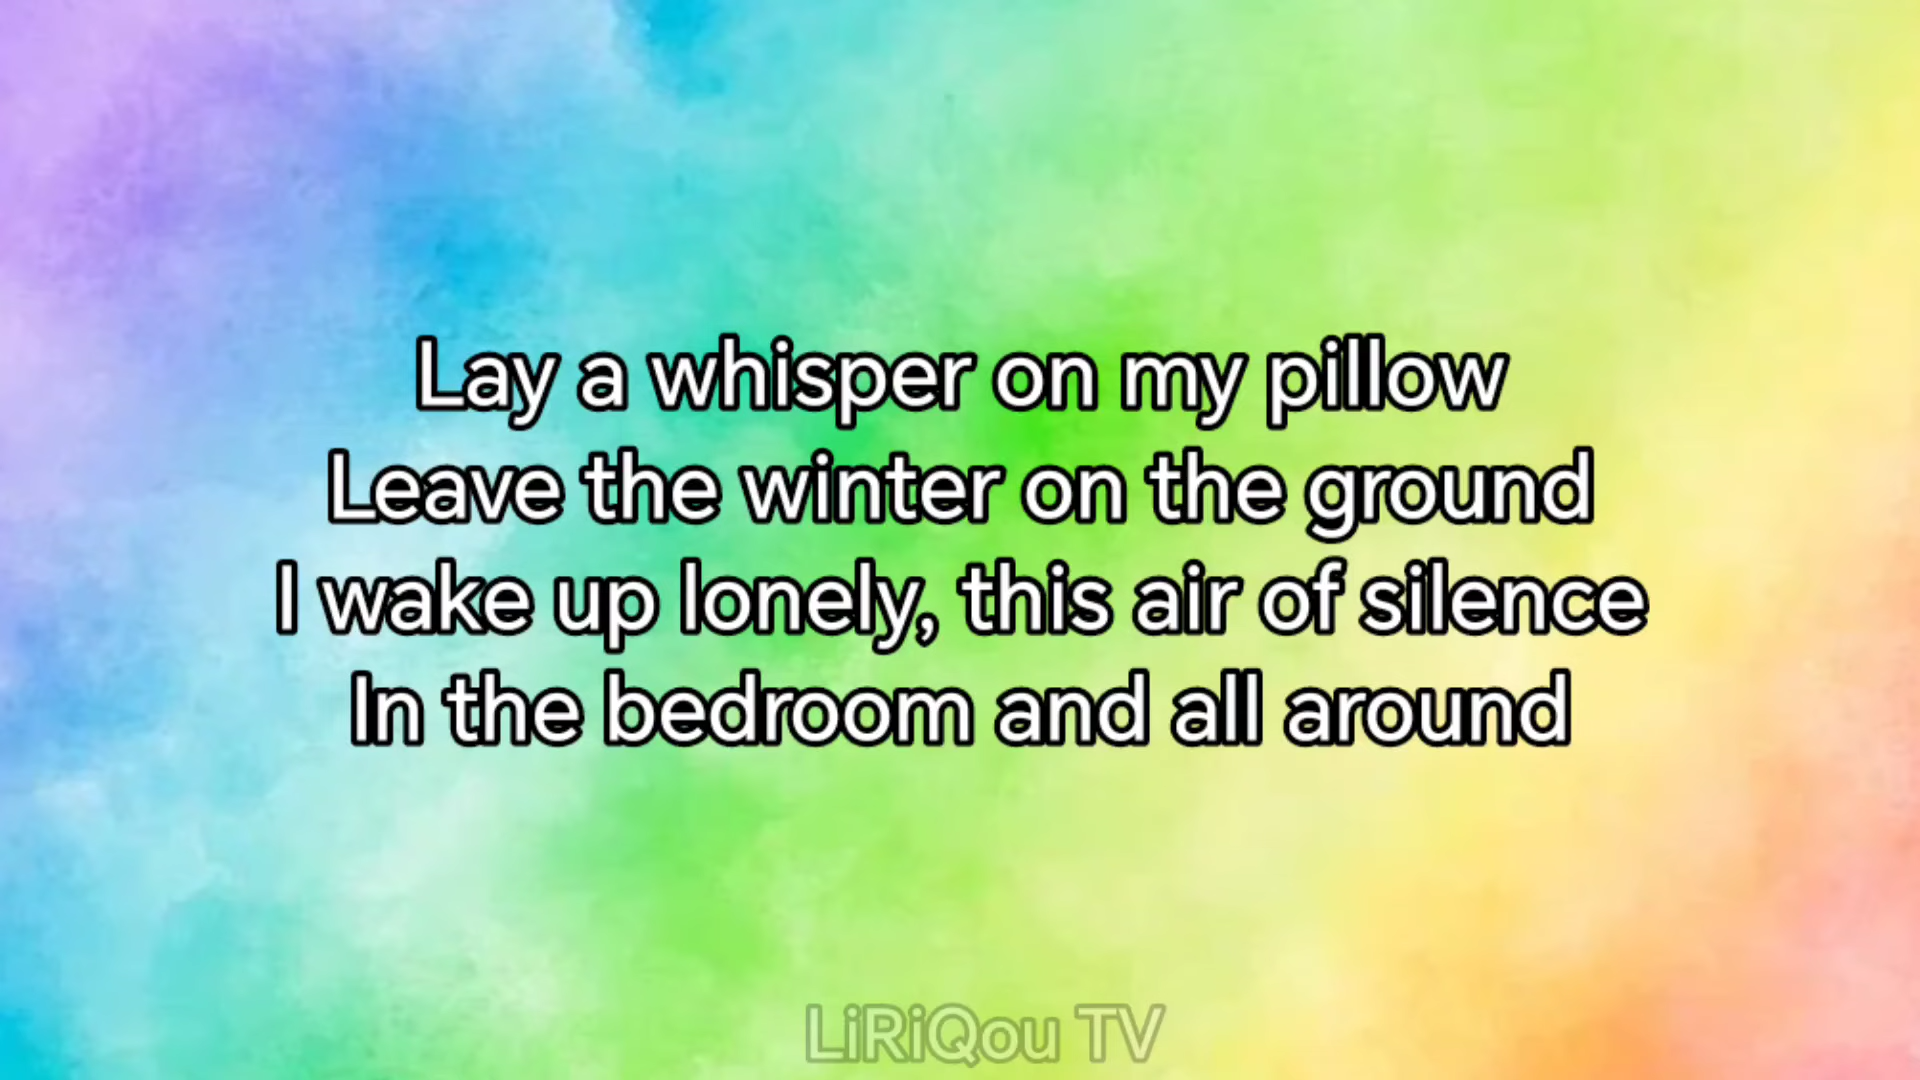 Lay a whisper on my pillow
Leave the winter on the ground
I wake up lonely, this air of silence
In the bedroom and all around
LiRiQou TV